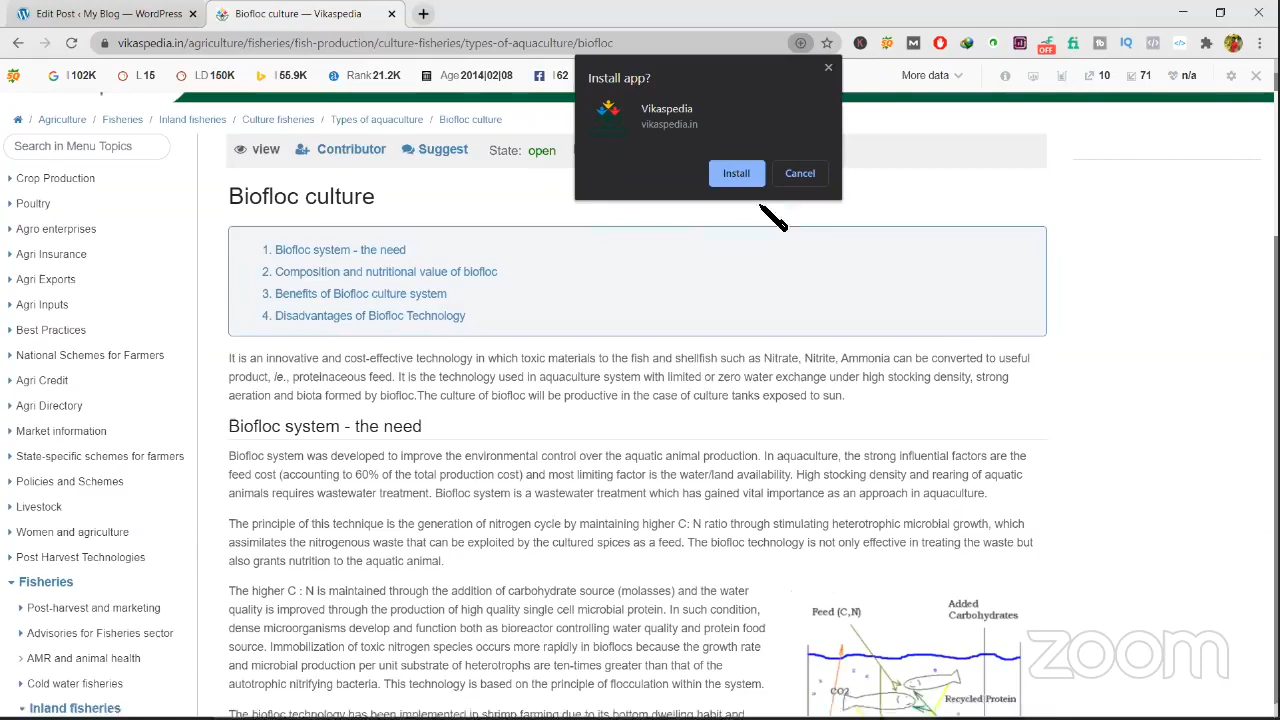 Edit Post ‹ My Blog — WordPress
Biofloc culture — Vikaspedia
vikaspedia.in/agriculture/fisheries/fish-production/culture-fisheries/types-of-aquaculture/biofloc
OFF
I 102K
L 15
LD 150K
I 55.9K
Rank 21.2K
Age 2014|02|08
I 62
More data
10
71
n/a
Install app?
Vikaspedia
vikaspedia.in
Install
Cancel
Agriculture / Fisheries / Inland fisheries / Culture fisheries / Types of aquaculture / Biofloc culture
Search in Menu Topics
view Contributor Suggest State: open
Crop Production
Poultry
Agro enterprises
Agri Insurance
Agri Exports
Agri Inputs
Best Practices
National Schemes for Farmers
Agri Credit
Agri Directory
Market information
State-specific schemes for farmers
Policies and Schemes
Livestock
Women and agriculture
Post Harvest Technologies
Fisheries
Post-harvest and marketing
Advisories for Fisheries sector
AMR and animal health
Cold water fisheries
Inland fisheries
Biofloc culture
1. Biofloc system - the need
2. Composition and nutritional value of biofloc
3. Benefits of Biofloc culture system
4. Disadvantages of Biofloc Technology
It is an innovative and cost-effective technology in which toxic materials to the fish and shellfish such as Nitrate, Nitrite, Ammonia can be converted to useful
product, ie., proteinaceous feed. It is the technology used in aquaculture system with limited or zero water exchange under high stocking density, strong
aeration and biota formed by biofloc.The culture of biofloc will be productive in the case of culture tanks exposed to sun.
Biofloc system - the need
Biofloc system was developed to improve the environmental control over the aquatic animal production. In aquaculture, the strong influential factors are the
feed cost (accounting to 60% of the total production cost) and most limiting factor is the water/land availability. High stocking density and rearing of aquatic
animals requires wastewater treatment. Biofloc system is a wastewater treatment which has gained vital importance as an approach in aquaculture.
The principle of this technique is the generation of nitrogen cycle by maintaining higher C: N ratio through stimulating heterotrophic microbial growth, which
assimilates the nitrogenous waste that can be exploited by the cultured spices as a feed. The biofloc technology is not only effective in treating the waste but
also grants nutrition to the aquatic animal.
The higher C : N is maintained through the addition of carbohydrate source (molasses) and the water
quality is improved through the production of high quality single cell microbial protein. In such condition,
dense microorganisms develop and function both as bioreactor controlling water quality and protein food
source. Immobilization of toxic nitrogen species occurs more rapidly in bioflocs because the growth rate
and microbial production per unit substrate of heterotrophs are ten-times greater than that of the
autotrophic nitrifying bacteria. This technology is based on the principle of flocculation within the system.
The biofloc technology has been implemented in shrimp farming due to its bottom dwelling habit and
Feed (C,N)
Added
Carbohydrates
CO2
Recycled Protein
zoom